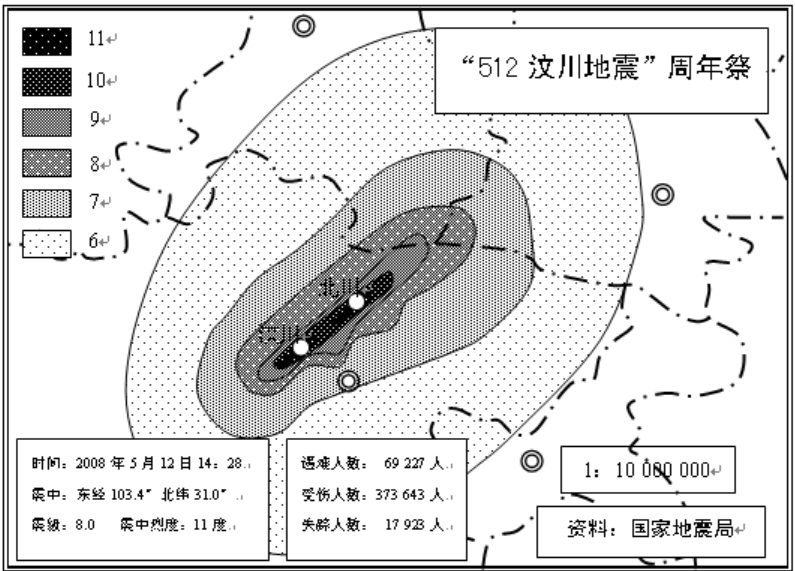 11
10
9
8
7
6
“512 汶川地震”周年祭
北川
汶川
时间：2008 年 5 月 12 日 14：28
震中：东经 103.4° 北纬 31.0°
震级：8.0 震中烈度：11 度
遇难人数： 69 227 人
受伤人数：373 643 人
失踪人数： 17 923 人
1：10 000 000
资料：国家地震局